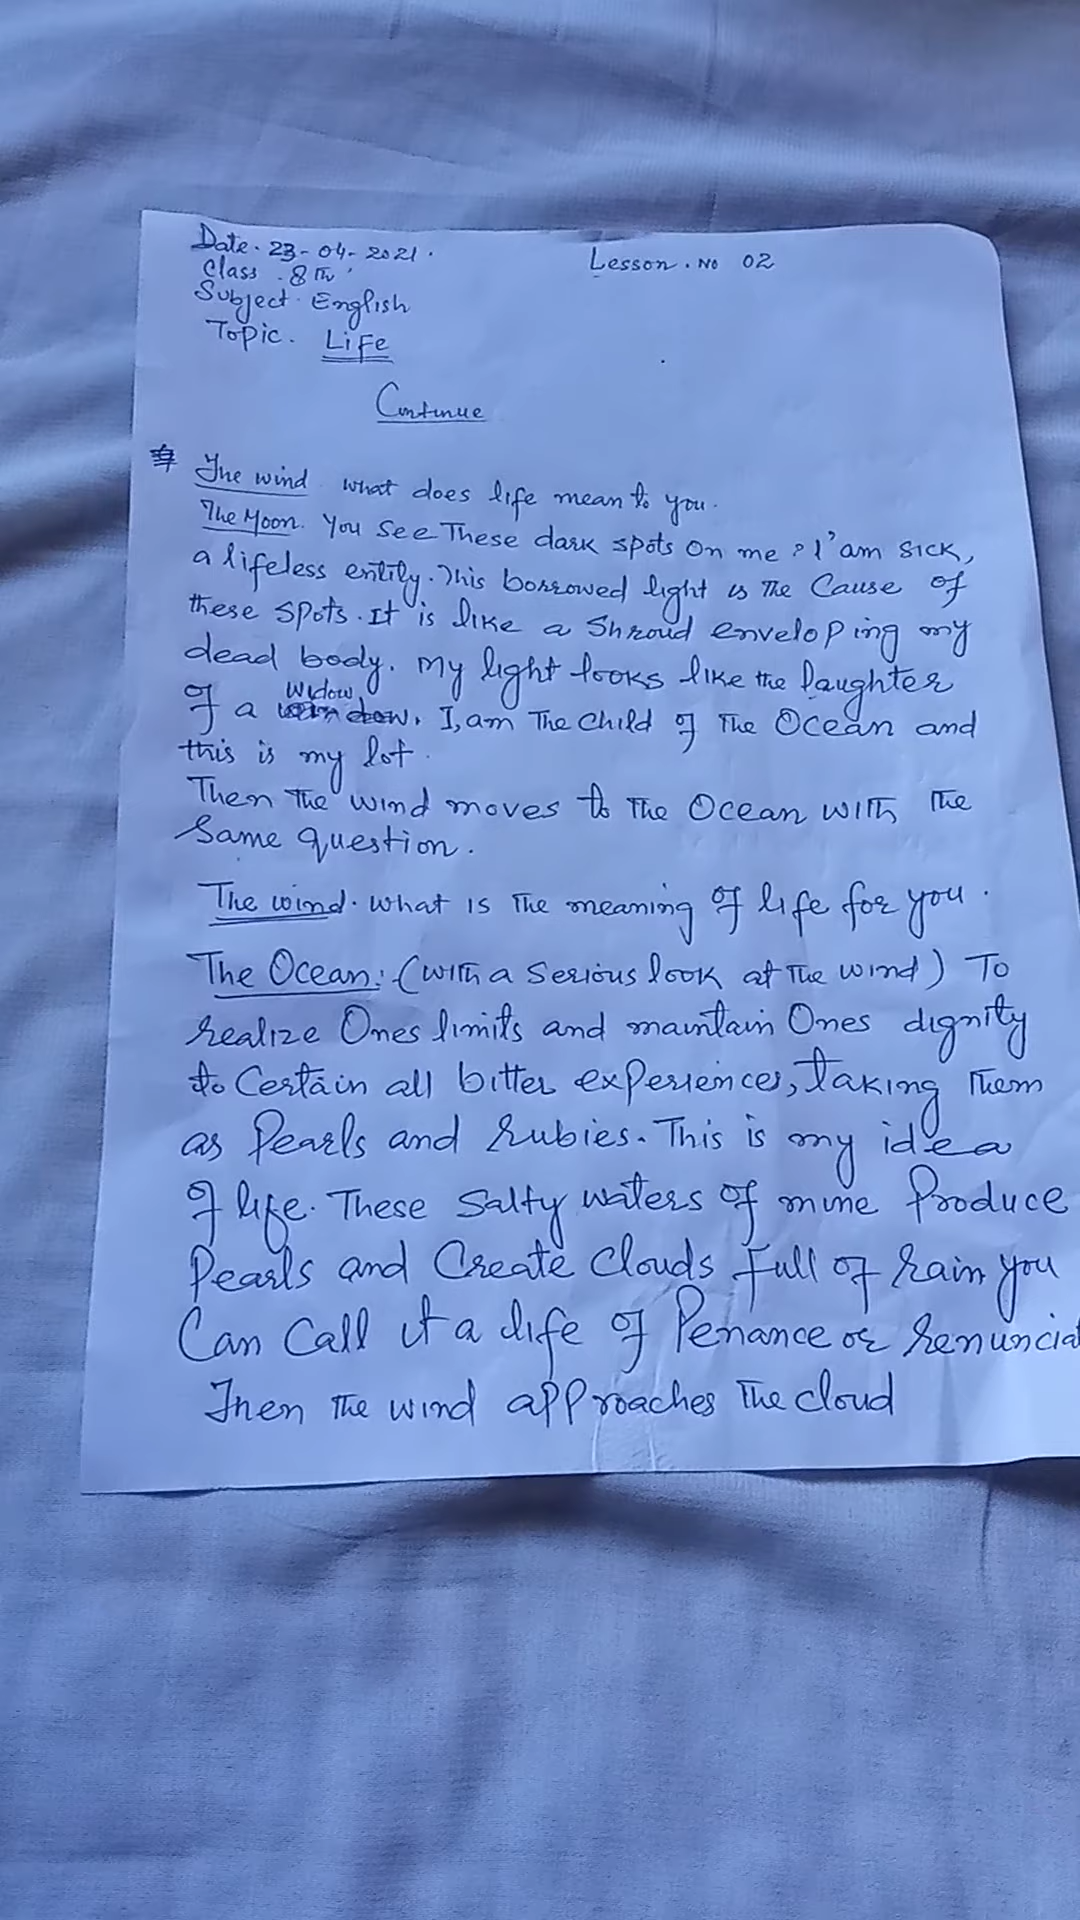 Date. 23-04-2021.
Class. 8Th
Lesson. No 02
Subject. English
Topic. Life
Continue
The wind what does life mean to you.
The Moon. You See These dark spots on me? I'am sick,
a lifeless entity. This borrowed light is The Cause of
these spots. It is like a Shroud enveloping my
dead body. My light looks like the laughter
of a widow. I, am The Child of The Ocean and
this is my lot.
Then The wind moves to The Ocean with The
Same question.
The wind. what is The meaning of life for you.
The Ocean: (with a Serious look at The wind) To
realize Ones limits and maintain Ones dignity
to Certain all bitter experiences, taking Them
as Pearls and rubies. This is my idea
of life. These Salty waters of mine Produce
Pearls and Create Clouds full of rain you
Can Call it a life of Penance or renunciat
Then The wind approaches The cloud